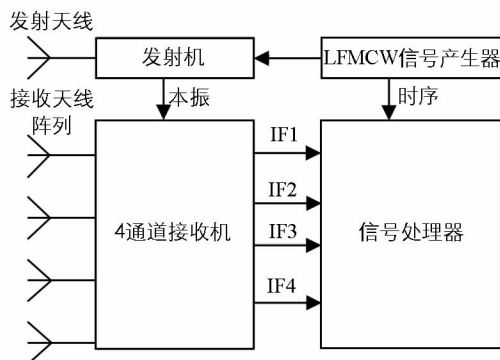 发射天线
发射机
LFMCW信号产生器
接收天线
阵列
本振
时序
IF1
IF2
IF3
IF4
4通道接收机
信号处理器